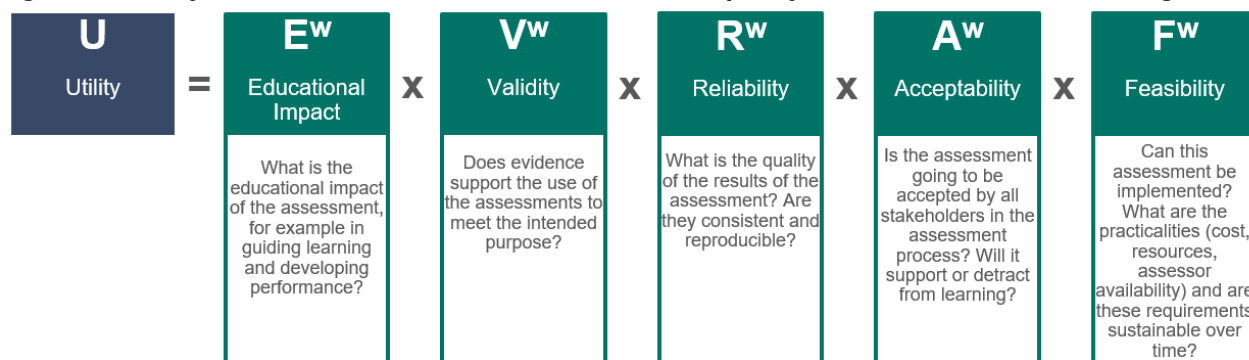 U
Utility
=
Eᵂ
Educational
Impact
What is the
educational impact
of the assessment,
for example in
guiding learning
and developing
performance?
x
Vᵂ
Validity
Does evidence
support the use of
the assessments to
meet the intended
purpose?
x
Rᵂ
Reliability
What is the quality
of the results of the
assessment? Are
they consistent and
reproducible?
x
Aᵂ
Acceptability
Is the assessment
going to be
accepted by all
stakeholders in the
assessment
process? Will it
support or detract
from learning?
x
Fᵂ
Feasibility
Can this
assessment be
implemented?
What are the
practicalities (cost,
resources,
assessor
availability) and are
these requirements
sustainable over
time?